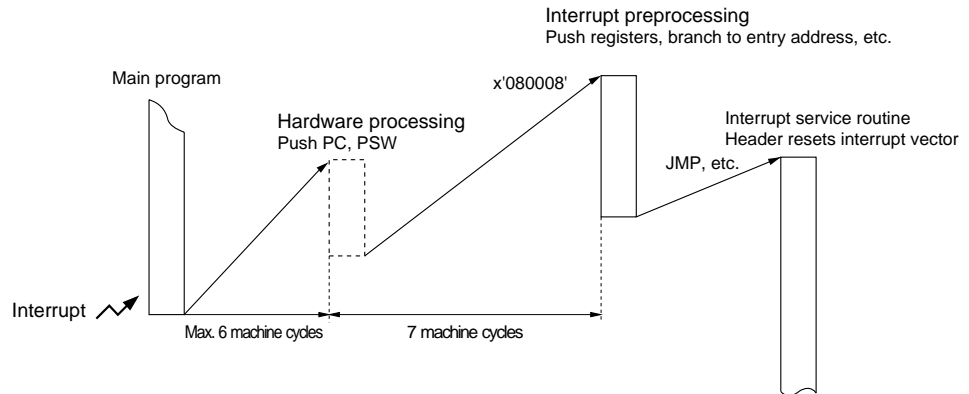 Interrupt preprocessing
Push registers, branch to entry address, etc.
Main program
x'080008'
Hardware processing
Push PC, PSW
Interrupt service routine
Header resets interrupt vector
JMP, etc.
Interrupt
Max. 6 machine cycles
7 machine cycles